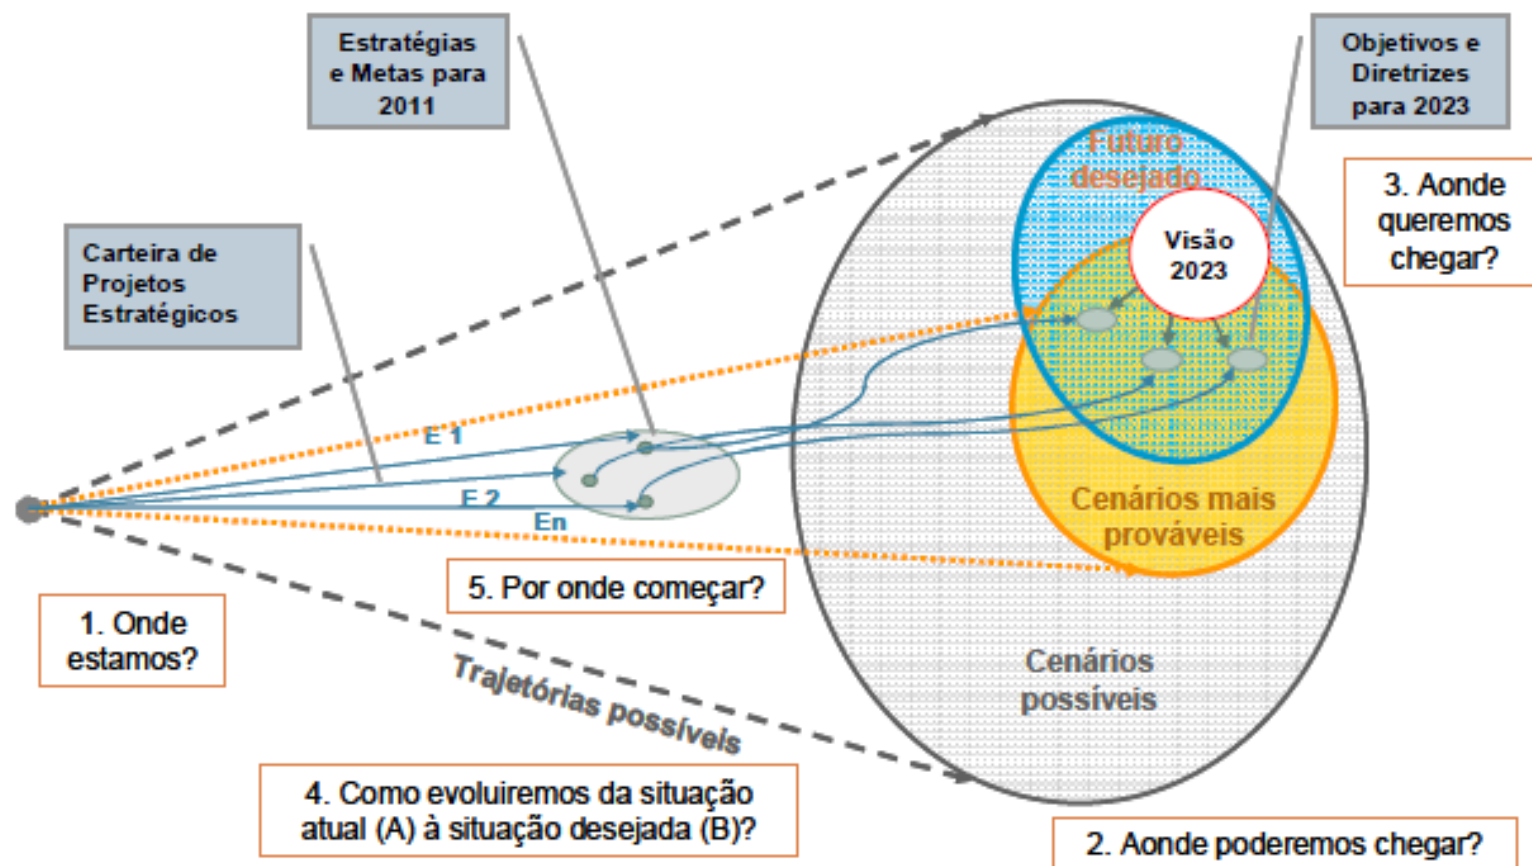 Estratégias
e Metas para
2011
Objetivos e
Diretrizes
para 2023
Futuro
desejado
3. Aonde
queremos
chegar?
Carteira de
Projetos
Estratégicos
Visão
2023
E 1
E 2
En
Cenários mais
prováveis
5. Por onde começar?
1. Onde
estamos?
Trajetórias possíveis
Cenários
possíveis
4. Como evoluiremos da situação
atual (A) à situação desejada (B)?
2. Aonde poderemos chegar?